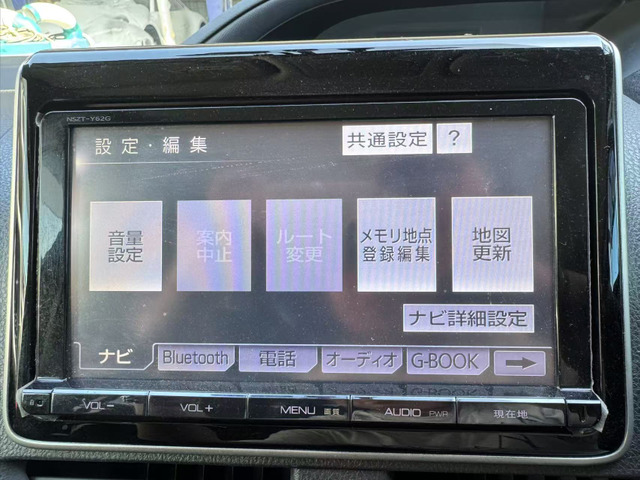 NSZT-Y62G
設定・編集
共通設定 ?
音量
設定
案内
中止
ルート
変更
メモリ地点
登録編集
地図
更新
ナビ詳細設定
ナビ Bluetooth 電話 オーディオ G-BOOK
VOL− VOL+ MENU 画質 AUDIO PWR 現在地